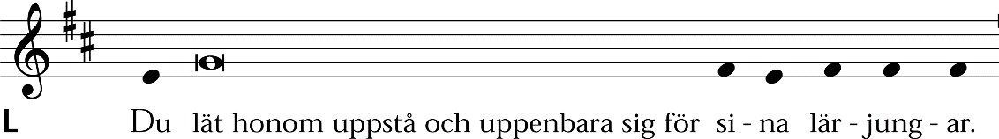 L Du lät honom uppstå och uppenbara sig för si - na lär - jung - ar.